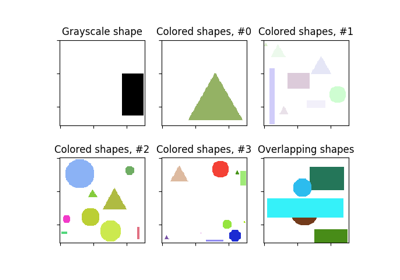 Grayscale shape
Colored shapes, #0
Colored shapes, #1
Colored shapes, #2
Colored shapes, #3
Overlapping shapes